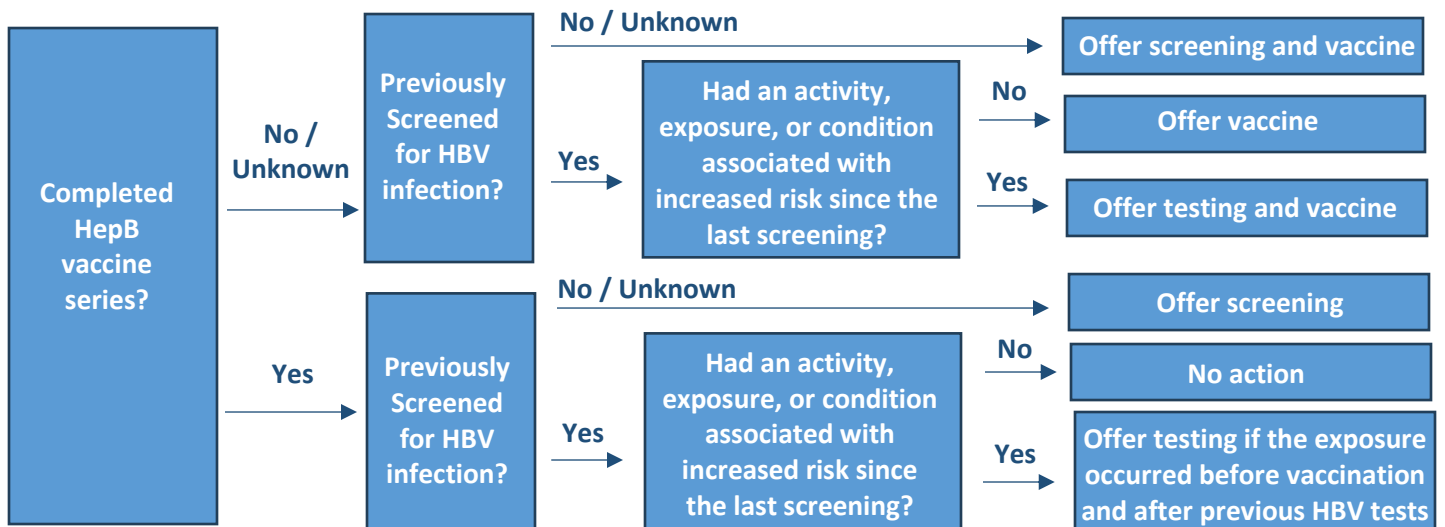 Completed
HepB
vaccine
series?
No /
Unknown
Previously
Screened
for HBV
infection?
No / Unknown
Offer screening and vaccine
Yes
Had an activity,
exposure, or condition
associated with
increased risk since the
last screening?
No
Offer vaccine
Yes
Offer testing and vaccine
Yes
Previously
Screened
for HBV
infection?
No / Unknown
Offer screening
Yes
Had an activity,
exposure, or condition
associated with
increased risk since
the last screening?
No
No action
Yes
Offer testing if the exposure
occurred before vaccination
and after previous HBV tests